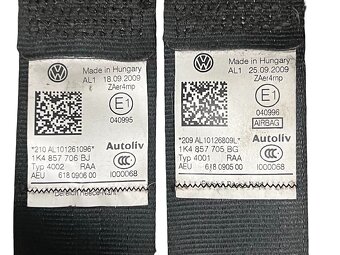 Made in Hungary
AL1 18.09.2009
ZAer4mp
E1
040995
*210 AL101261096*
Autoliv
1K4 857 706 BJ
Typ 4002 RAA
AEU 618 0906 00
I000068
Made in Hungary
AL1 25.09.2009
ZAer4mp
E1
040996
AIRBAG
*209 AL10126809L*
Autoliv
1K4 857 705 BG
Typ 4001 RAA
AEU 618 0905 00
I000068